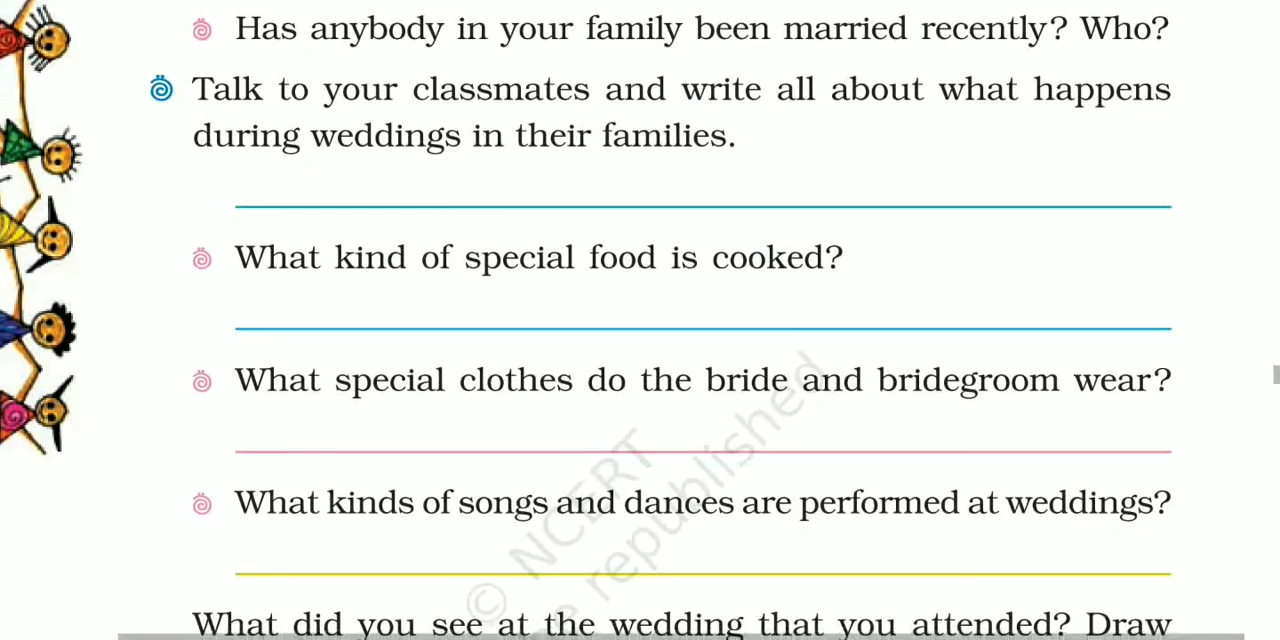 Has anybody in your family been married recently? Who?
Talk to your classmates and write all about what happens
during weddings in their families.
What kind of special food is cooked?
What special clothes do the bride and bridegroom wear?
What kinds of songs and dances are performed at weddings?
© NCERT
republished
What did you see at the wedding that you attended? Draw